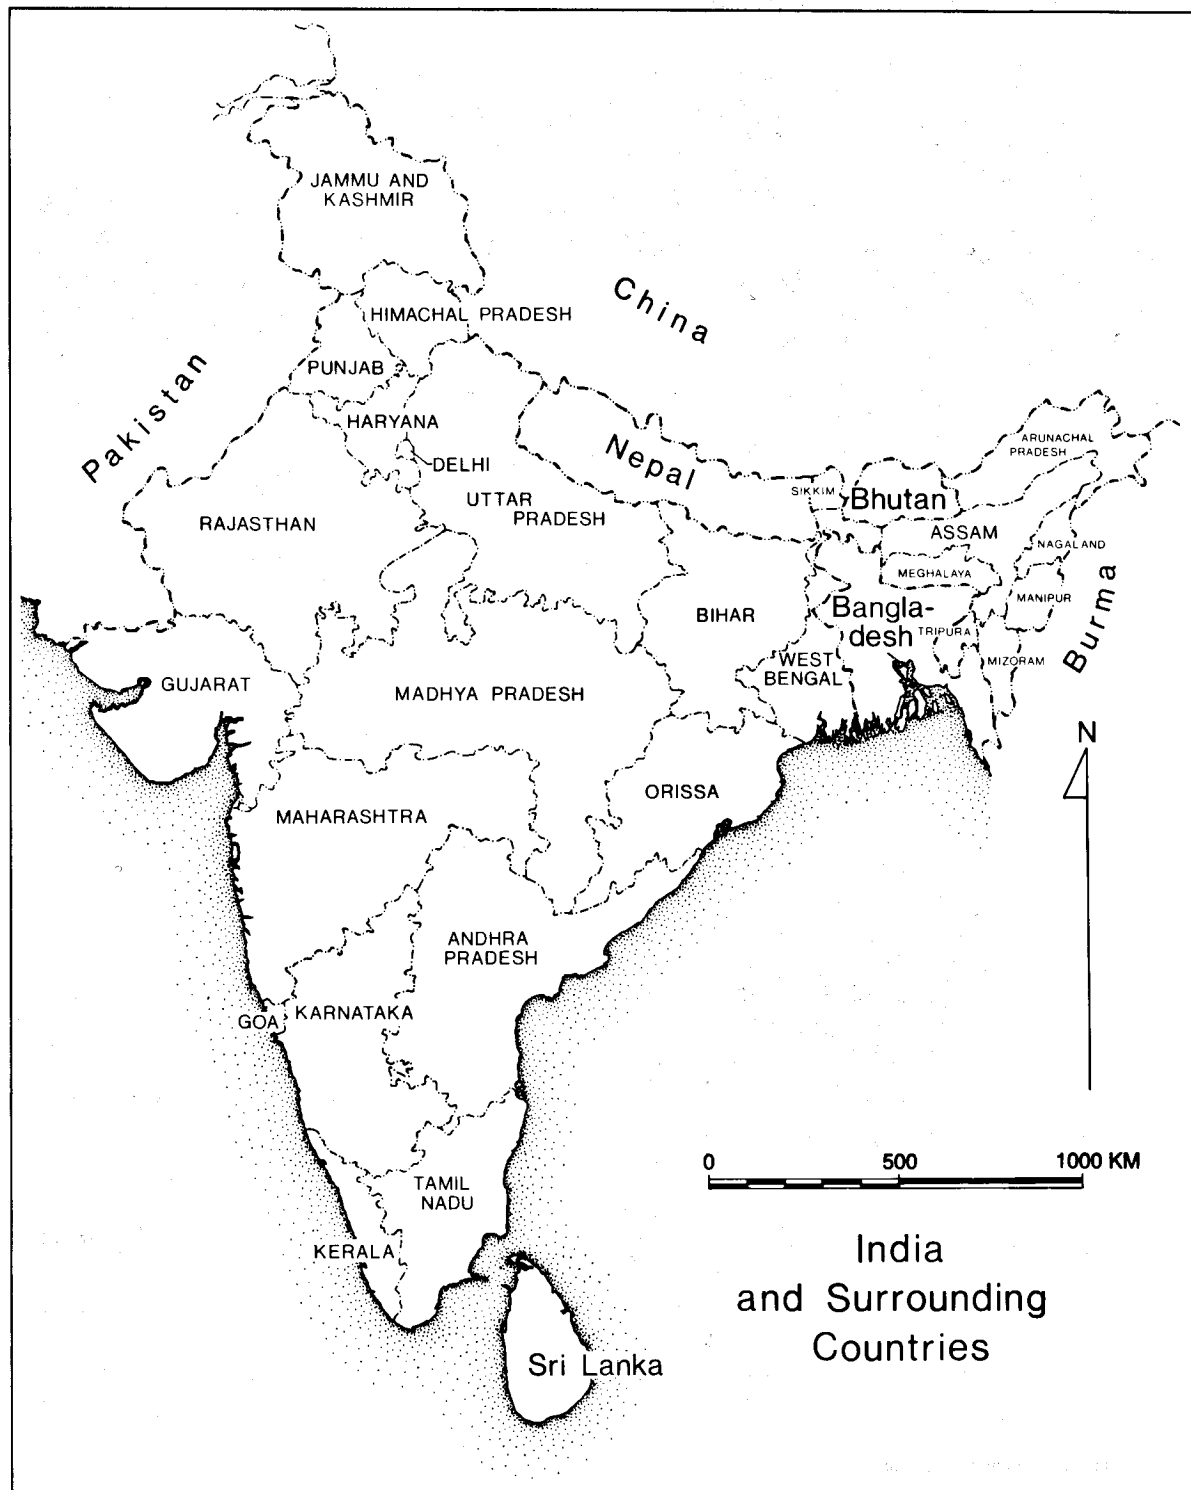 JAMMU AND
KASHMIR
China
HIMACHAL PRADESH
PUNJAB
Pakistan
HARYANA
DELHI
Nepal
ARUNACHAL
PRADESH
SIKKIM
Bhutan
UTTAR
PRADESH
RAJASTHAN
ASSAM
NAGALAND
MEGHALAYA
MANIPUR
Burma
BIHAR
Bangla-
desh
TRIPURA
MIZORAM
WEST
BENGAL
GUJARAT
MADHYA PRADESH
N
ORISSA
MAHARASHTRA
ANDHRA
PRADESH
KARNATAKA
GOA
0 500 1000 KM
TAMIL
NADU
KERALA
India
and Surrounding
Countries
Sri Lanka